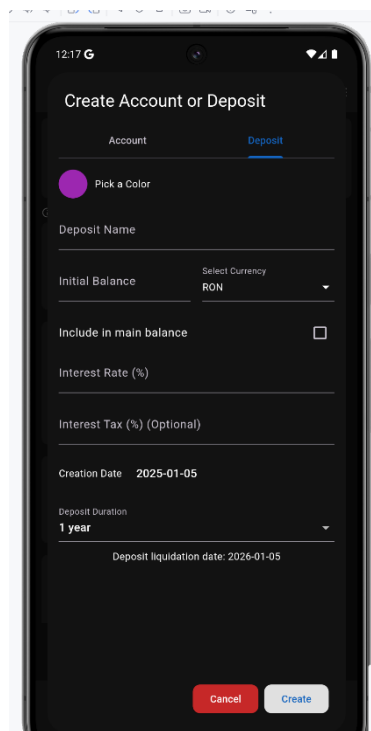 12:17 G
Create Account or Deposit
Account Deposit
Pick a Color
Deposit Name
Initial Balance
Select Currency
RON
Include in main balance
Interest Rate (%)
Interest Tax (%) (Optional)
Creation Date 2025-01-05
Deposit Duration
1 year
Deposit liquidation date: 2026-01-05
Cancel Create